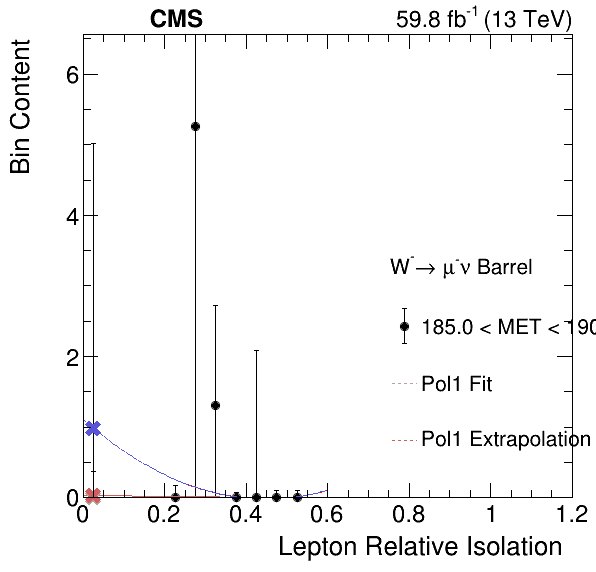 CMS
59.8 fb-1 (13 TeV)
Bin Content
6
4
2
0
W-→ μ-ν Barrel
185.0 < MET < 190
Pol1 Fit
Pol1 Extrapolation
0 0.2 0.4 0.6 0.8 1 1.2
Lepton Relative Isolation